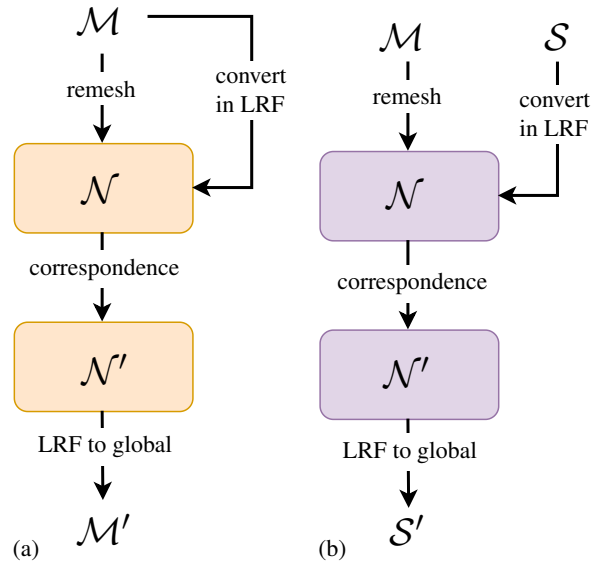 ℳ
remesh
convert
in LRF
𝒩
correspondence
𝒩′
LRF to global
ℳ′
(a)
ℳ
𝒮
remesh
convert
in LRF
𝒩
correspondence
𝒩′
LRF to global
𝒮′
(b)